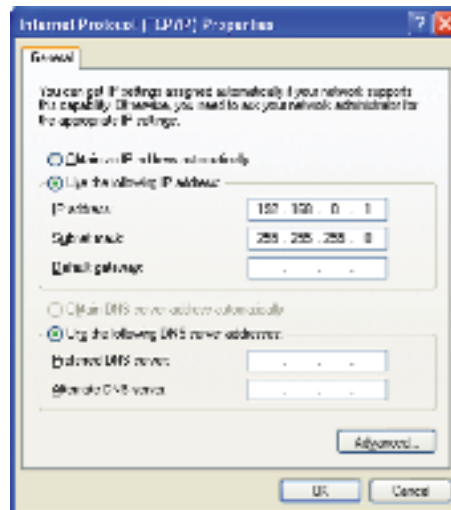 Internet Protocol (TCP/IP) Properties
General
You can get IP settings assigned automatically if your network supports
this capability. Otherwise, you need to ask your network administrator for
the appropriate IP settings.
Obtain an IP address automatically
Use the following IP address:
IP address: 192 . 168 . 0 . 1
Subnet mask: 255 . 255 . 255 . 0
Default gateway: . . .
Obtain DNS server address automatically
Use the following DNS server addresses:
Preferred DNS server: . . .
Alternate DNS server: . . .
Advanced...
OK Cancel